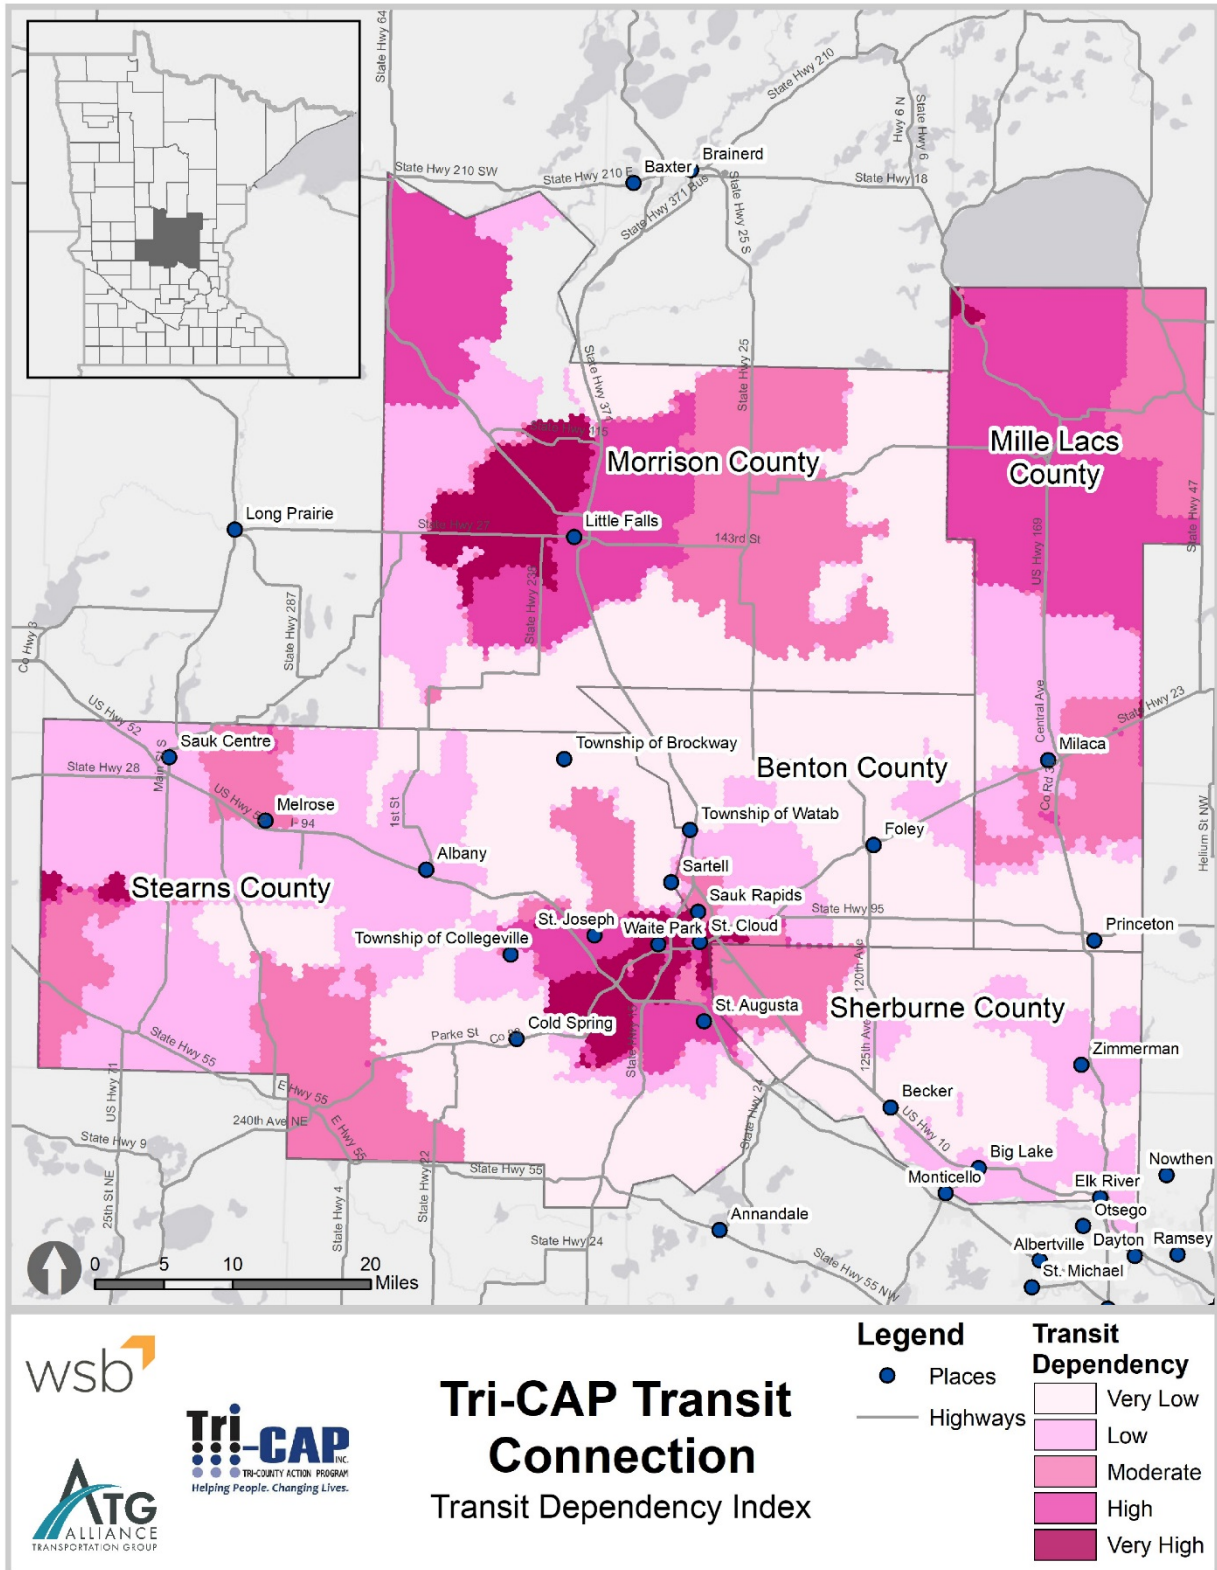 State Hwy 64
State Hwy 210
Hwy 6 N
State Hwy 6
State Hwy 210 SW
State Hwy 210 E
Baxter
Brainerd
State Hwy 18
State Hwy 371 Bus
State Hwy 25 S
State Hwy 371
State Hwy 25
State Hwy 115
Morrison County
Mille Lacs
County
State Hwy 47
Long Prairie
State Hwy 27
Little Falls
143rd St
US Hwy 169
State Hwy 238
State Hwy 287
Co Hwy 3
US Hwy 52
Central Ave
State Hwy 23
Sauk Centre
Township of Brockway
Milaca
State Hwy 28
Main St S
Benton County
US Hwy 5
Melrose
I- 94
1st St
Township of Watab
Co Rd 3
Foley
Helium St NW
Albany
Sartell
Stearns County
Sauk Rapids
State Hwy 95
St. Joseph
Waite Park
St. Cloud
Township of Collegeville
Princeton
120th Ave
St. Augusta
Sherburne County
Parke St
Co
Cold Spring
125th Ave
Zimmerman
State Hwy 55
US Hwy 71
E Hwy 55
240th Ave NE
E Hwy 55
Becker
State Hwy 24
US Hwy 10
State Hwy 9
State Hwy 22
State Hwy 55
Big Lake
Monticello
Nowthen
Elk River
25th St NE
State Hwy 4
Annandale
Otsego
State Hwy 24
State Hwy 55 NW
Albertville
Dayton
Ramsey
St. Michael
0 5 10 20
Miles
wsb
Tri-CAP
INC.
TRI-COUNTY ACTION PROGRAM
Helping People. Changing Lives.
ATG
ALLIANCE
TRANSPORTATION GROUP
Tri-CAP Transit
Connection
Transit Dependency Index
Legend
Places
Highways
Transit
Dependency
Very Low
Low
Moderate
High
Very High